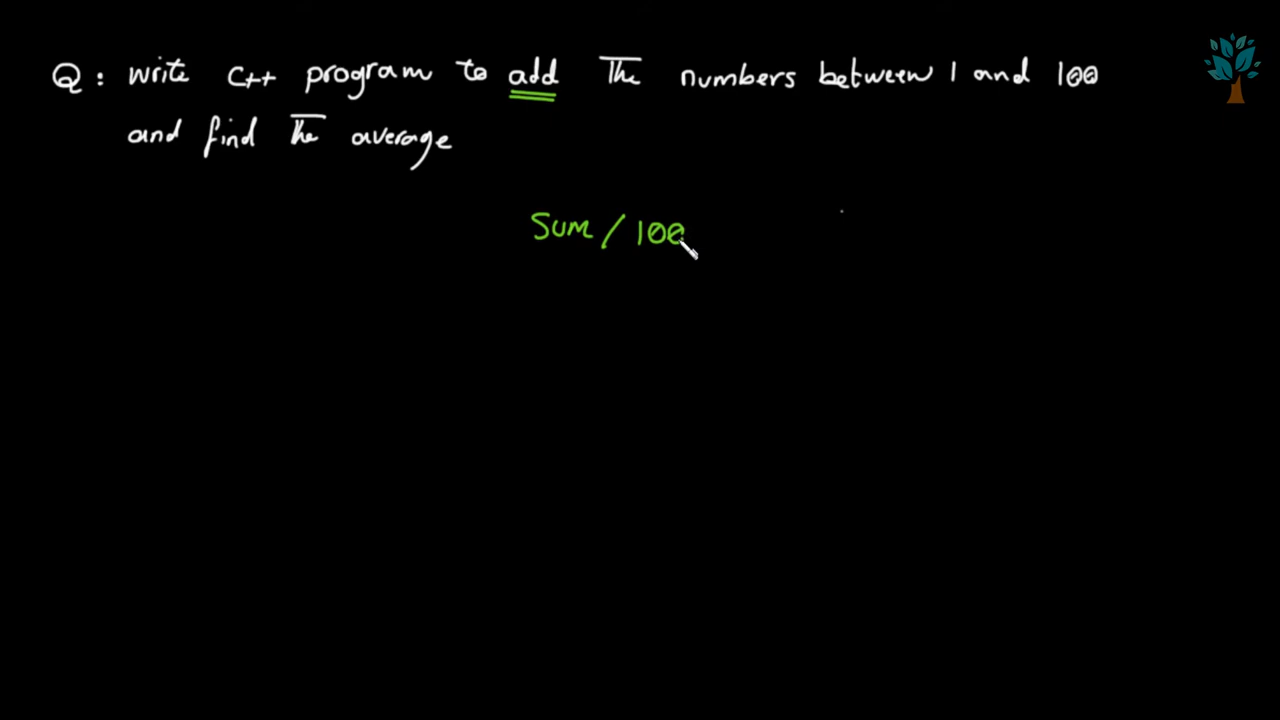 Q: write C++ program to add The numbers between 1 and 100
and find The average
Sum / 100